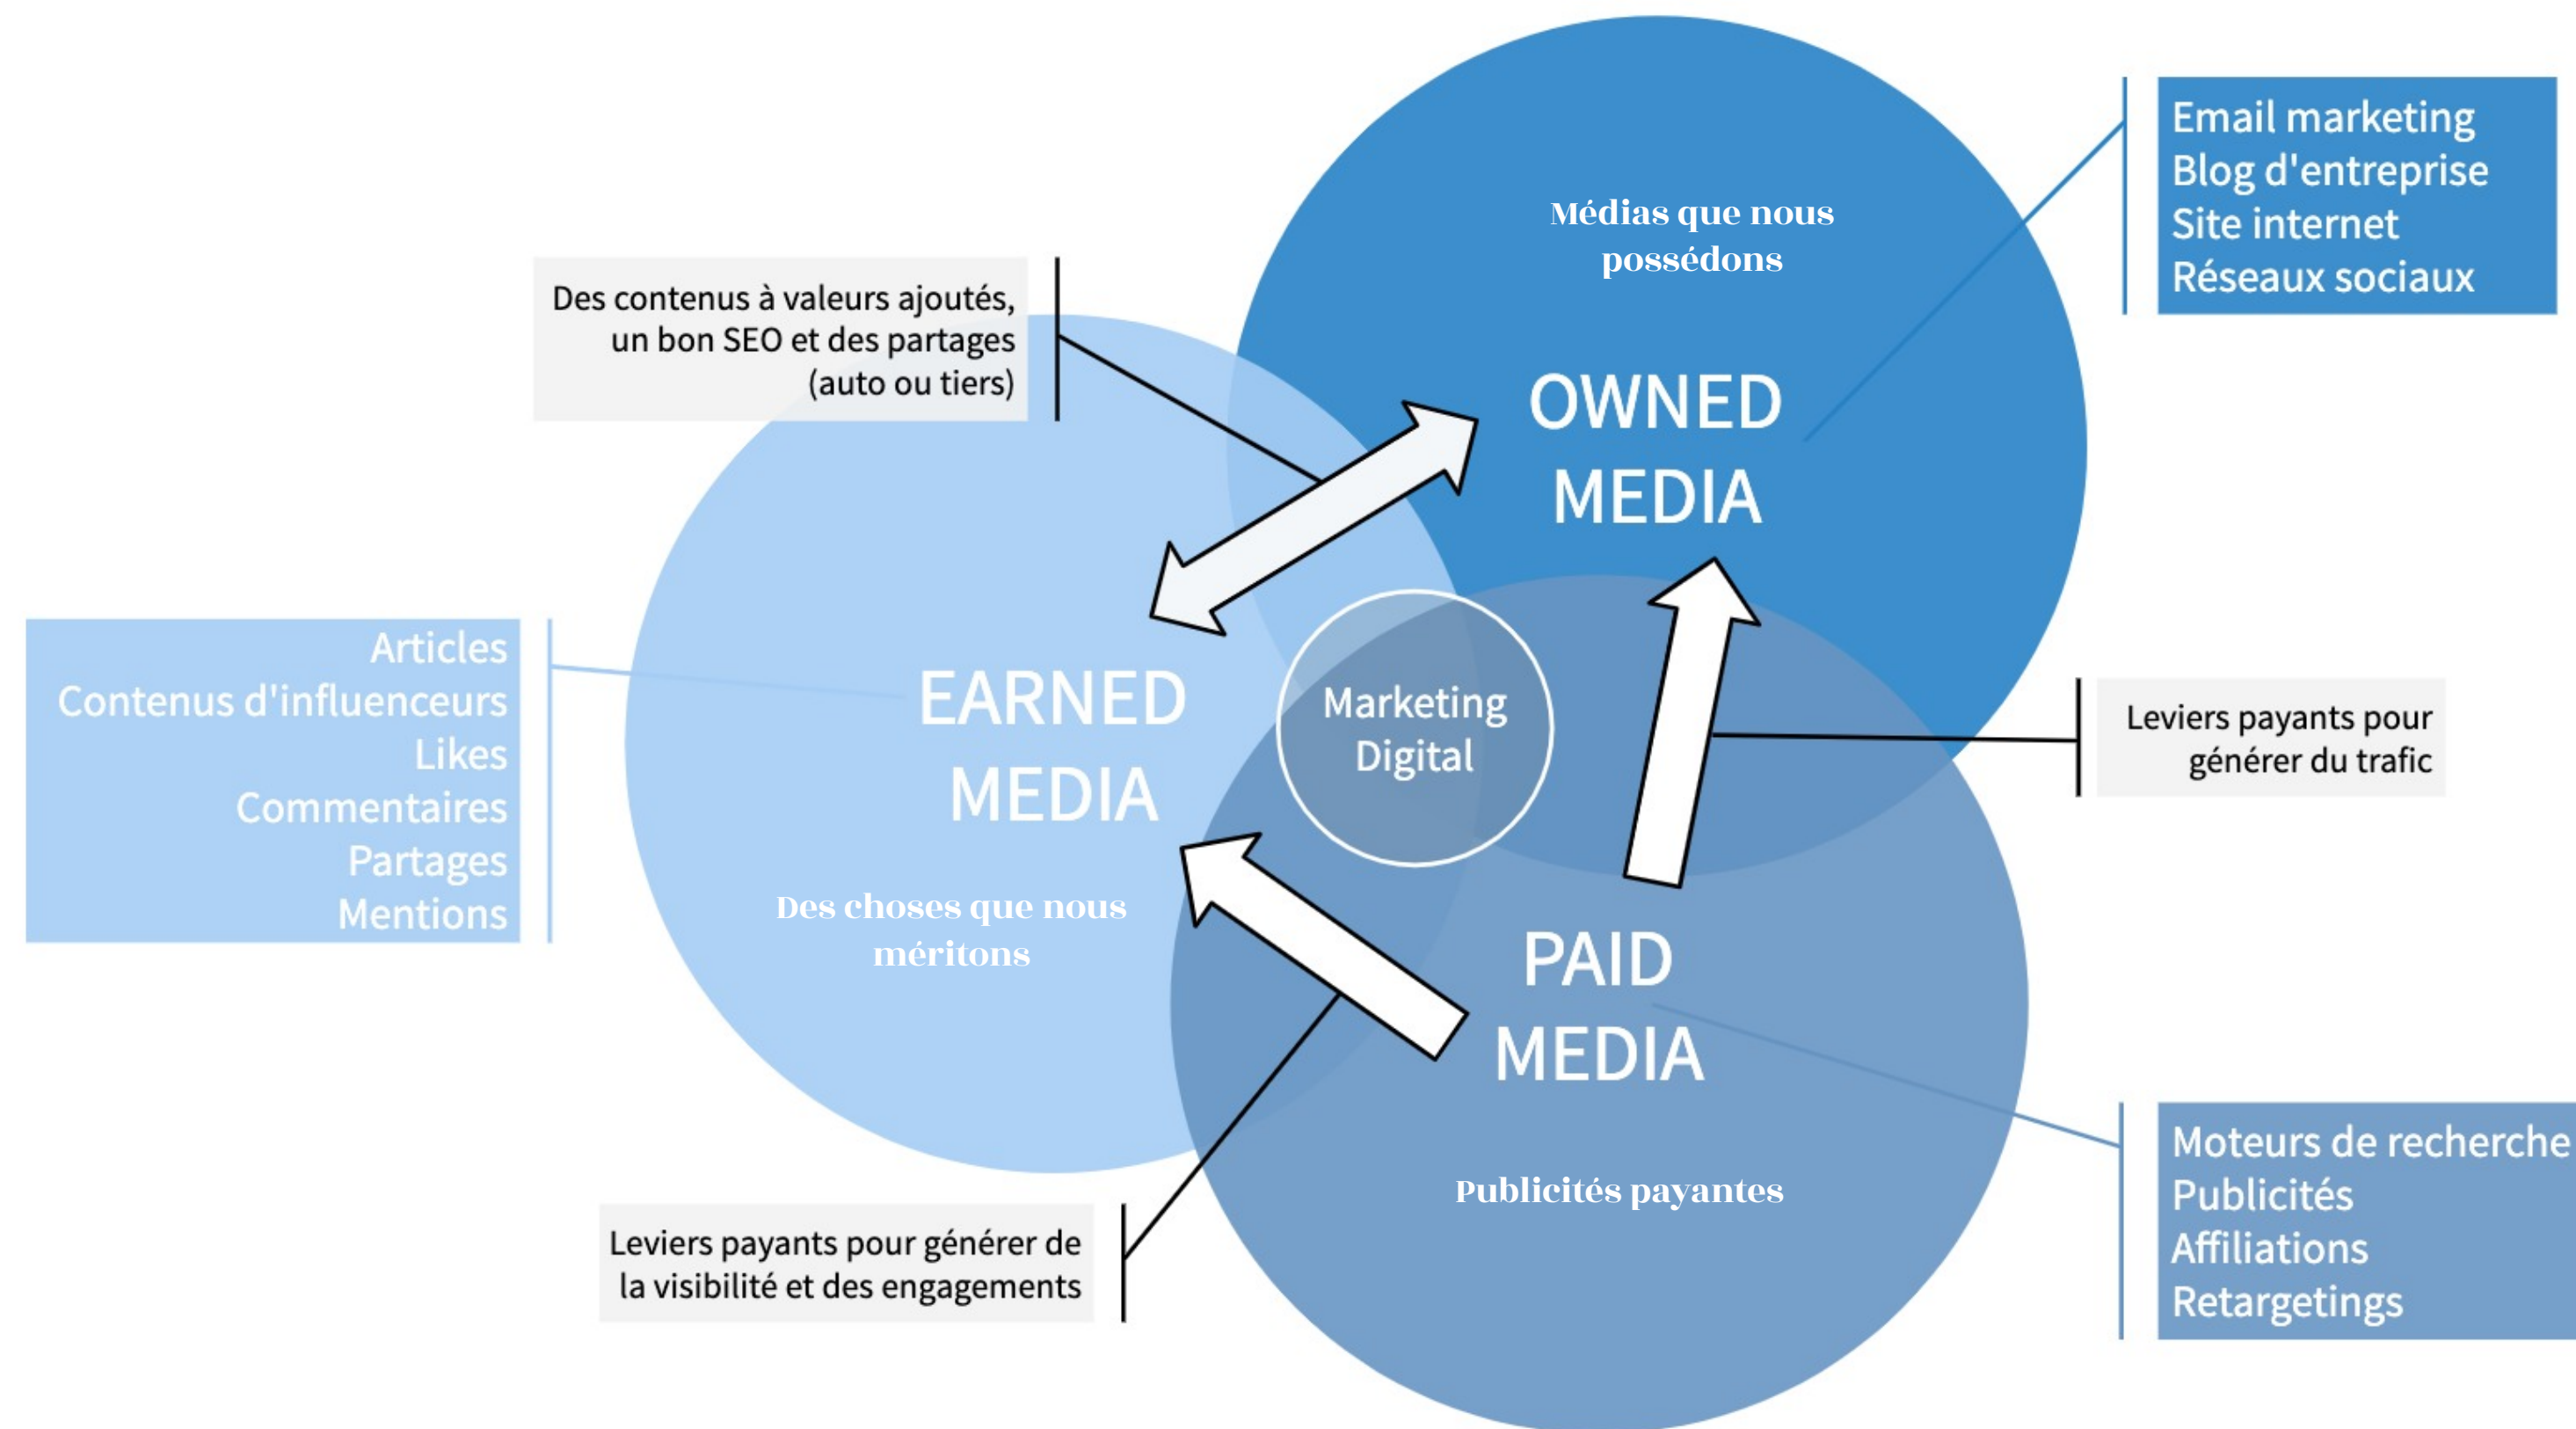 Email marketing
Blog d'entreprise
Site internet
Réseaux sociaux
Médias que nous
possédons
OWNED
MEDIA
Des contenus à valeurs ajoutés,
un bon SEO et des partages
(auto ou tiers)
Articles
Contenus d'influenceurs
Likes
Commentaires
Partages
Mentions
EARNED
MEDIA
Des choses que nous
méritons
Marketing
Digital
Leviers payants pour
générer du trafic
PAID
MEDIA
Publicités payantes
Leviers payants pour générer de
la visibilité et des engagements
Moteurs de recherche
Publicités
Affiliations
Retargetings